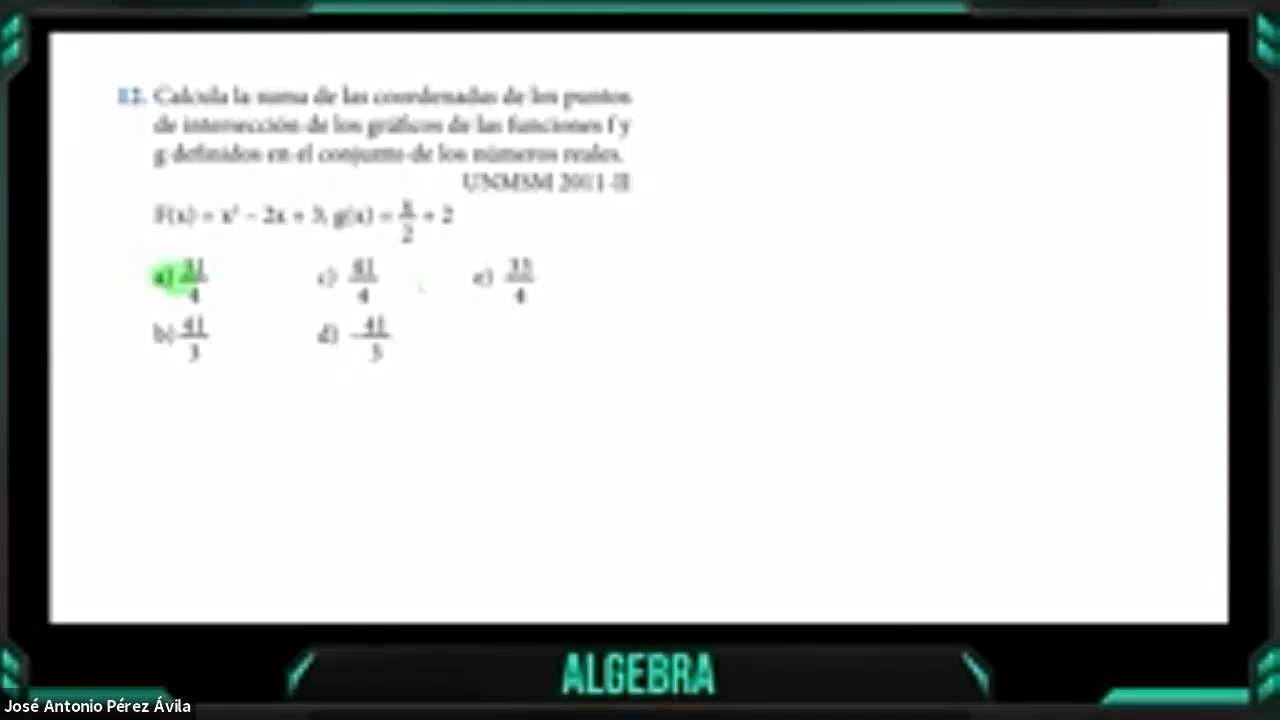 12. Calcula la suma de las coordenadas de los puntos
de intersección de los gráficos de las funciones f y
g definidos en el conjunto de los números reales.
UNMSM 2011-II
F(x) = x² – 2x + 3; g(x) = x/2 + 2
a) 31/4 c) 41/4 e) 33/4
b) 41/3 d) – 41/3
ALGEBRA
José Antonio Pérez Ávila